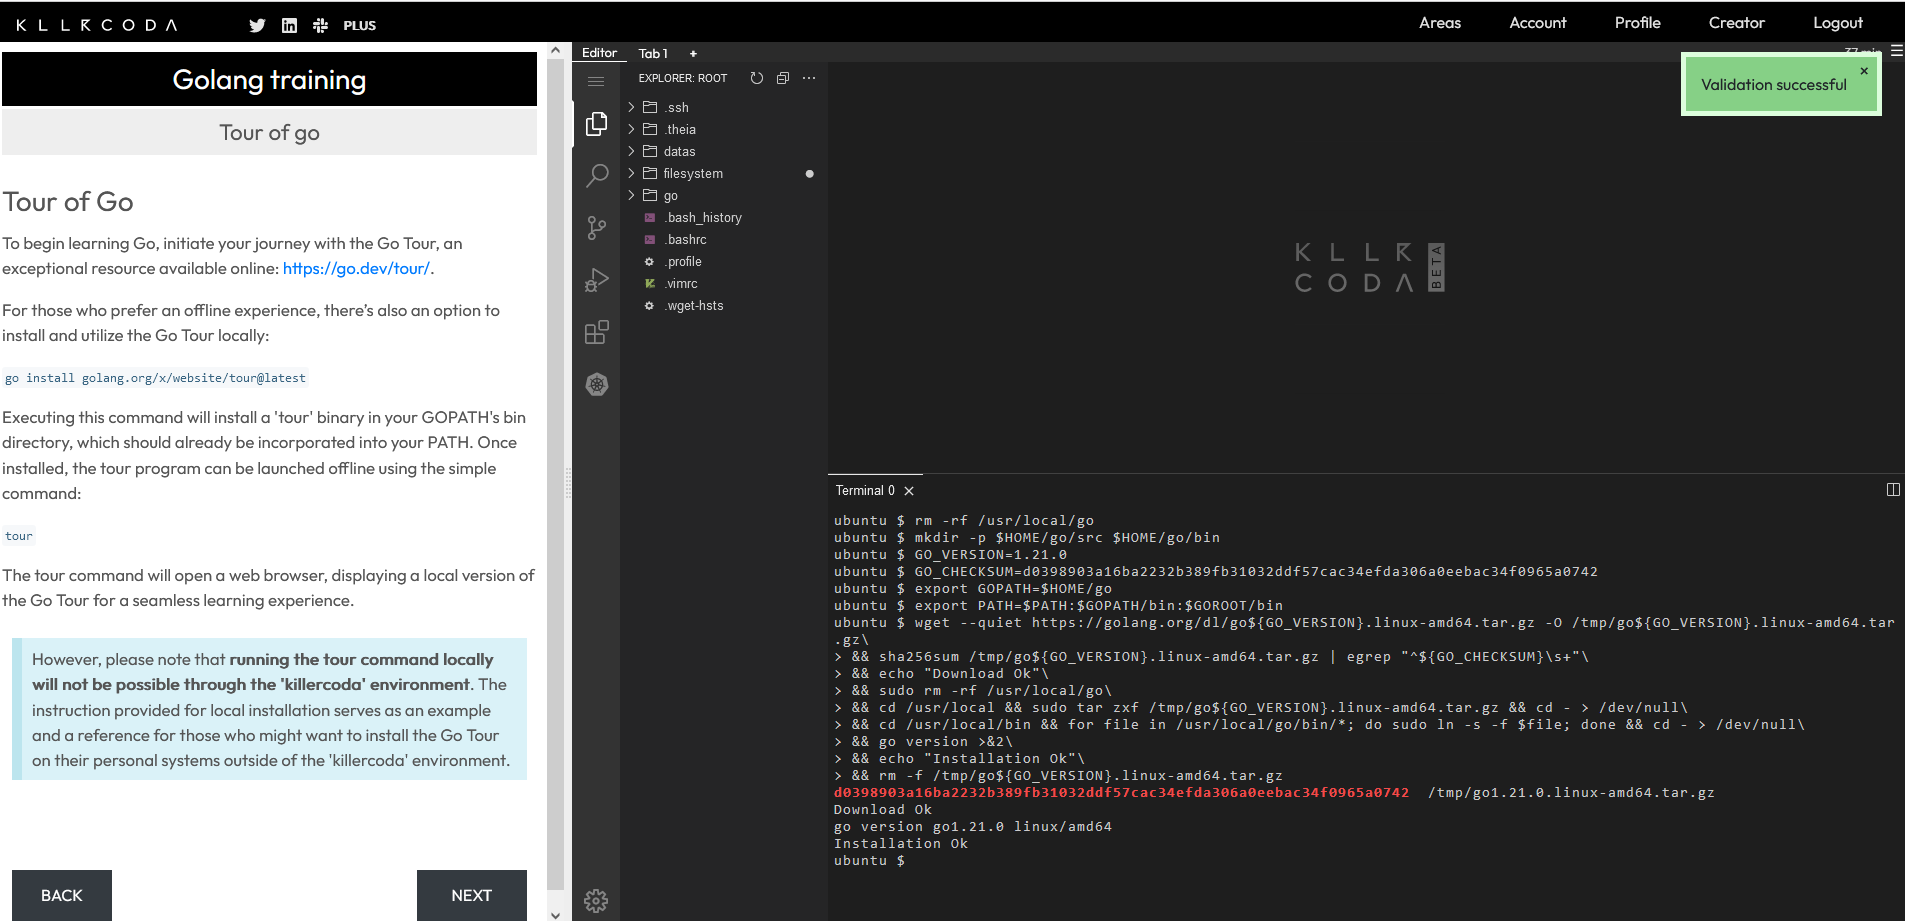 KLLRCODA
PLUS
Areas
Account
Profile
Creator
Logout
Golang training
Tour of go
Tour of Go
To begin learning Go, initiate your journey with the Go Tour, an
exceptional resource available online: https://go.dev/tour/.
For those who prefer an offline experience, there's also an option to
install and utilize the Go Tour locally:
go install golang.org/x/website/tour@latest
Executing this command will install a 'tour' binary in your GOPATH's bin
directory, which should already be incorporated into your PATH. Once
installed, the tour program can be launched offline using the simple
command:
tour
The tour command will open a web browser, displaying a local version of
the Go Tour for a seamless learning experience.
However, please note that running the tour command locally
will not be possible through the 'killercoda' environment. The
instruction provided for local installation serves as an example
and a reference for those who might want to install the Go Tour
on their personal systems outside of the 'killercoda' environment.
BACK
NEXT
Editor
Tab 1
+
37 min
Validation successful
×
EXPLORER: ROOT
.ssh
.theia
datas
filesystem
go
.bash_history
.bashrc
.profile
.vimrc
.wget-hsts
KLLR
CODA
BETA
Terminal 0
ubuntu $ rm -rf /usr/local/go
ubuntu $ mkdir -p $HOME/go/src $HOME/go/bin
ubuntu $ GO_VERSION=1.21.0
ubuntu $ GO_CHECKSUM=d0398903a16ba2232b389fb31032ddf57cac34efda306a0eebac34f0965a0742
ubuntu $ export GOPATH=$HOME/go
ubuntu $ export PATH=$PATH:$GOPATH/bin:$GOROOT/bin
ubuntu $ wget --quiet https://golang.org/dl/go${GO_VERSION}.linux-amd64.tar.gz -O /tmp/go${GO_VERSION}.linux-amd64.tar
.gz\
> && sha256sum /tmp/go${GO_VERSION}.linux-amd64.tar.gz | egrep "^${GO_CHECKSUM}\s+"\
> && echo "Download Ok"\
> && sudo rm -rf /usr/local/go\
> && cd /usr/local && sudo tar zxf /tmp/go${GO_VERSION}.linux-amd64.tar.gz && cd - > /dev/null\
> && cd /usr/local/bin && for file in /usr/local/go/bin/*; do sudo ln -s -f $file; done && cd - > /dev/null\
> && go version >&2\
> && echo "Installation Ok"\
> && rm -f /tmp/go${GO_VERSION}.linux-amd64.tar.gz
d0398903a16ba2232b389fb31032ddf57cac34efda306a0eebac34f0965a0742  /tmp/go1.21.0.linux-amd64.tar.gz
Download Ok
go version go1.21.0 linux/amd64
Installation Ok
ubuntu $